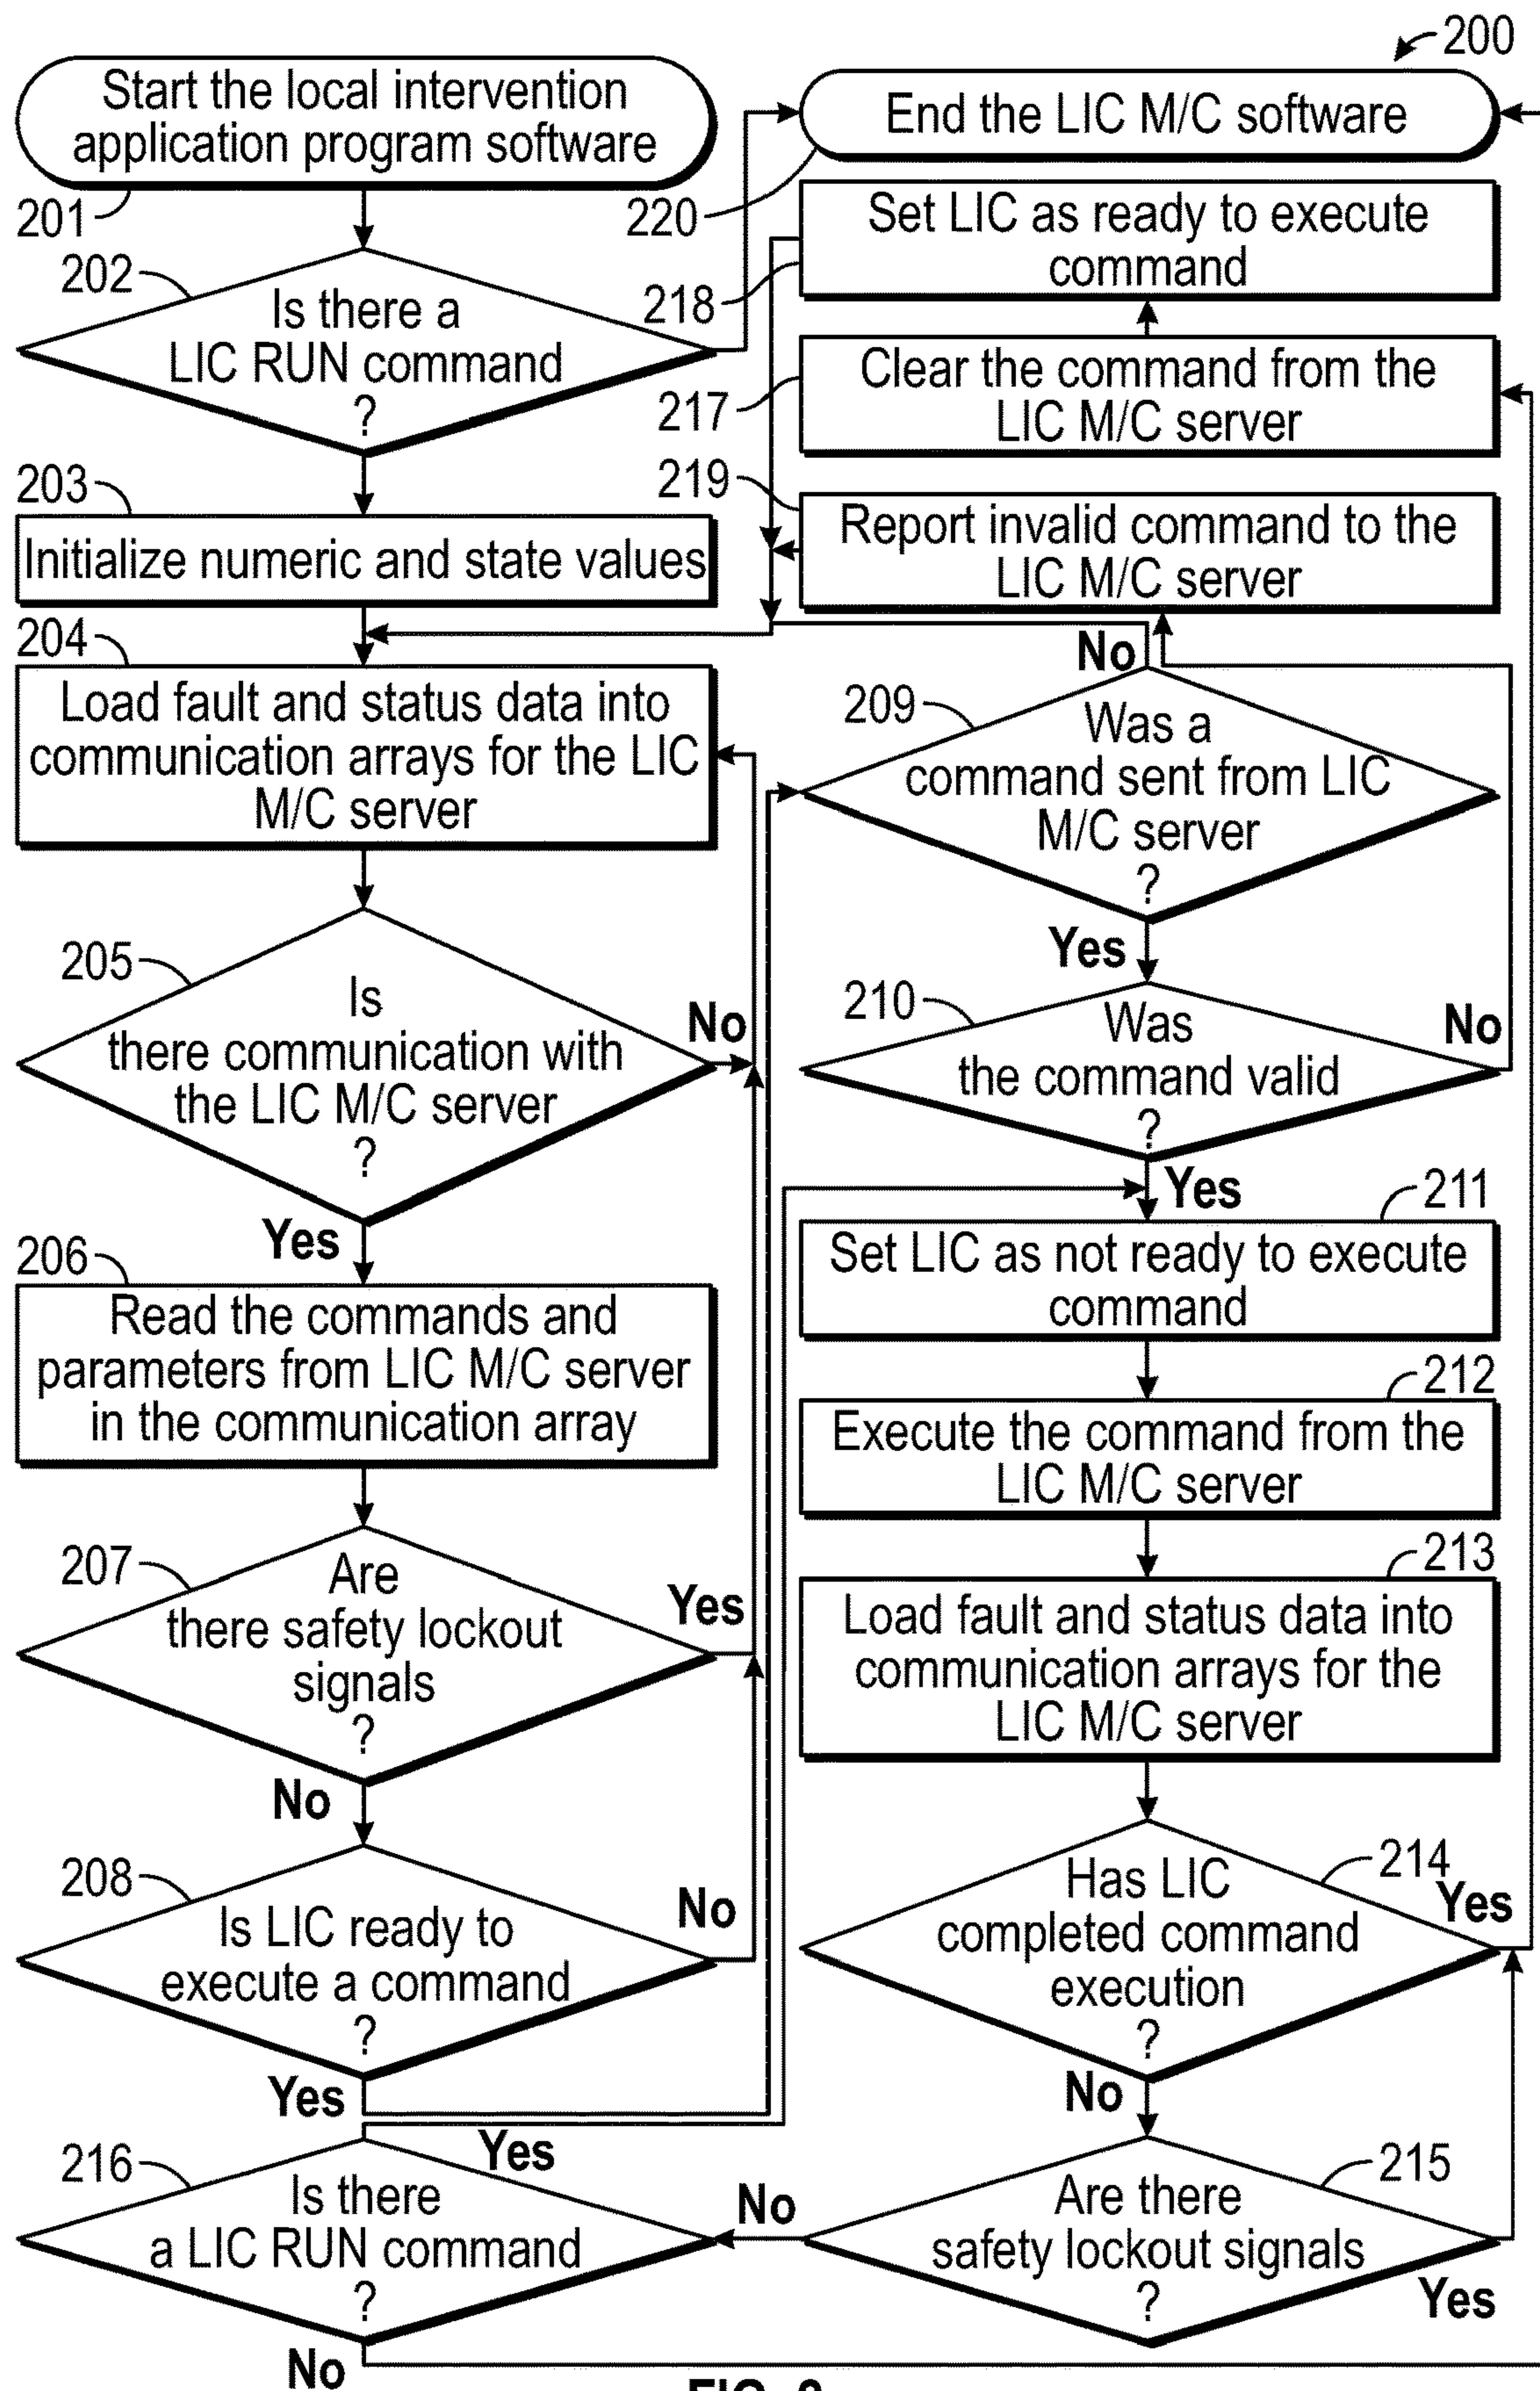 200
Start the local intervention
application program software
201
End the LIC M/C software
220
202
Is there a
LIC RUN command
?
Set LIC as ready to execute
command
218
Clear the command from the
LIC M/C server
217
203
Initialize numeric and state values
219
Report invalid command to the
LIC M/C server
204
Load fault and status data into
communication arrays for the LIC
M/C server
No
209
Was a
command sent from LIC
M/C server
?
Yes
205
Is
there communication with
the LIC M/C server
?
No
Yes
210
Was
the command valid
?
No
Yes
206
Read the commands and
parameters from LIC M/C server
in the communication array
211
Set LIC as not ready to execute
command
212
Execute the command from the
LIC M/C server
207
Are
there safety lockout
signals
?
Yes
No
213
Load fault and status data into
communication arrays for the
LIC M/C server
208
Is LIC ready to
execute a command
?
No
Yes
214
Has LIC
completed command
execution
?
Yes
No
216
Yes
Is there
a LIC RUN command
?
No
No
215
Are there
safety lockout signals
?
Yes